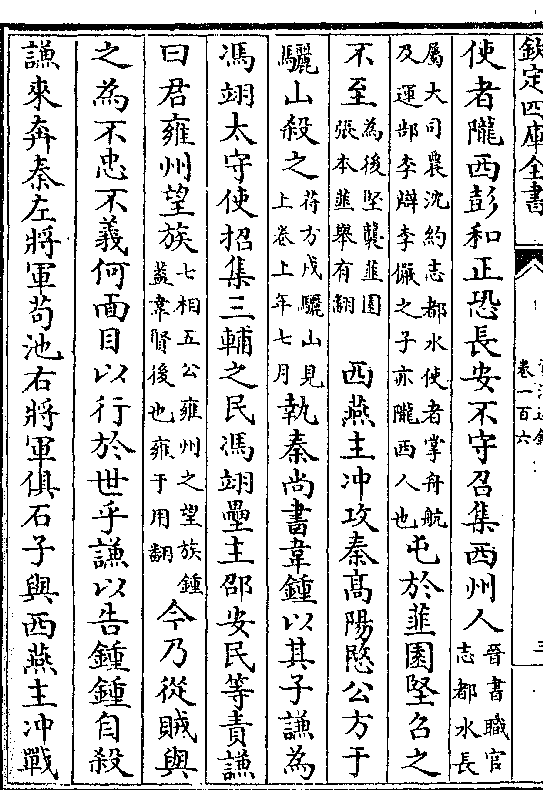 欽定四庫全書
卷一百六
使者隴西彭和正恐長安不守召集西州人晉書職官志都水長
屬大司農沈約志都水使者掌舟航及運部李辯李儼之子亦隴西人也屯於韮園堅召之
不至為後堅襲韮園張本韮舉有翻 西燕主沖攻秦髙陽愍公方于
驪山殺之苻方戍驪山見上卷上年七月執秦尚書韋鍾以其子謙為
馮翊太守使招集三輔之民馮翊壘主邵安民等責謙
曰君雍州望族七相五公雍州之望族鍾蓋韋賢後也雍于用翻今乃從賊與
之為不忠不義何面目以行於世乎謙以告鍾鍾自殺
謙來奔秦左將軍茍池右將軍俱石子與西燕主沖戰